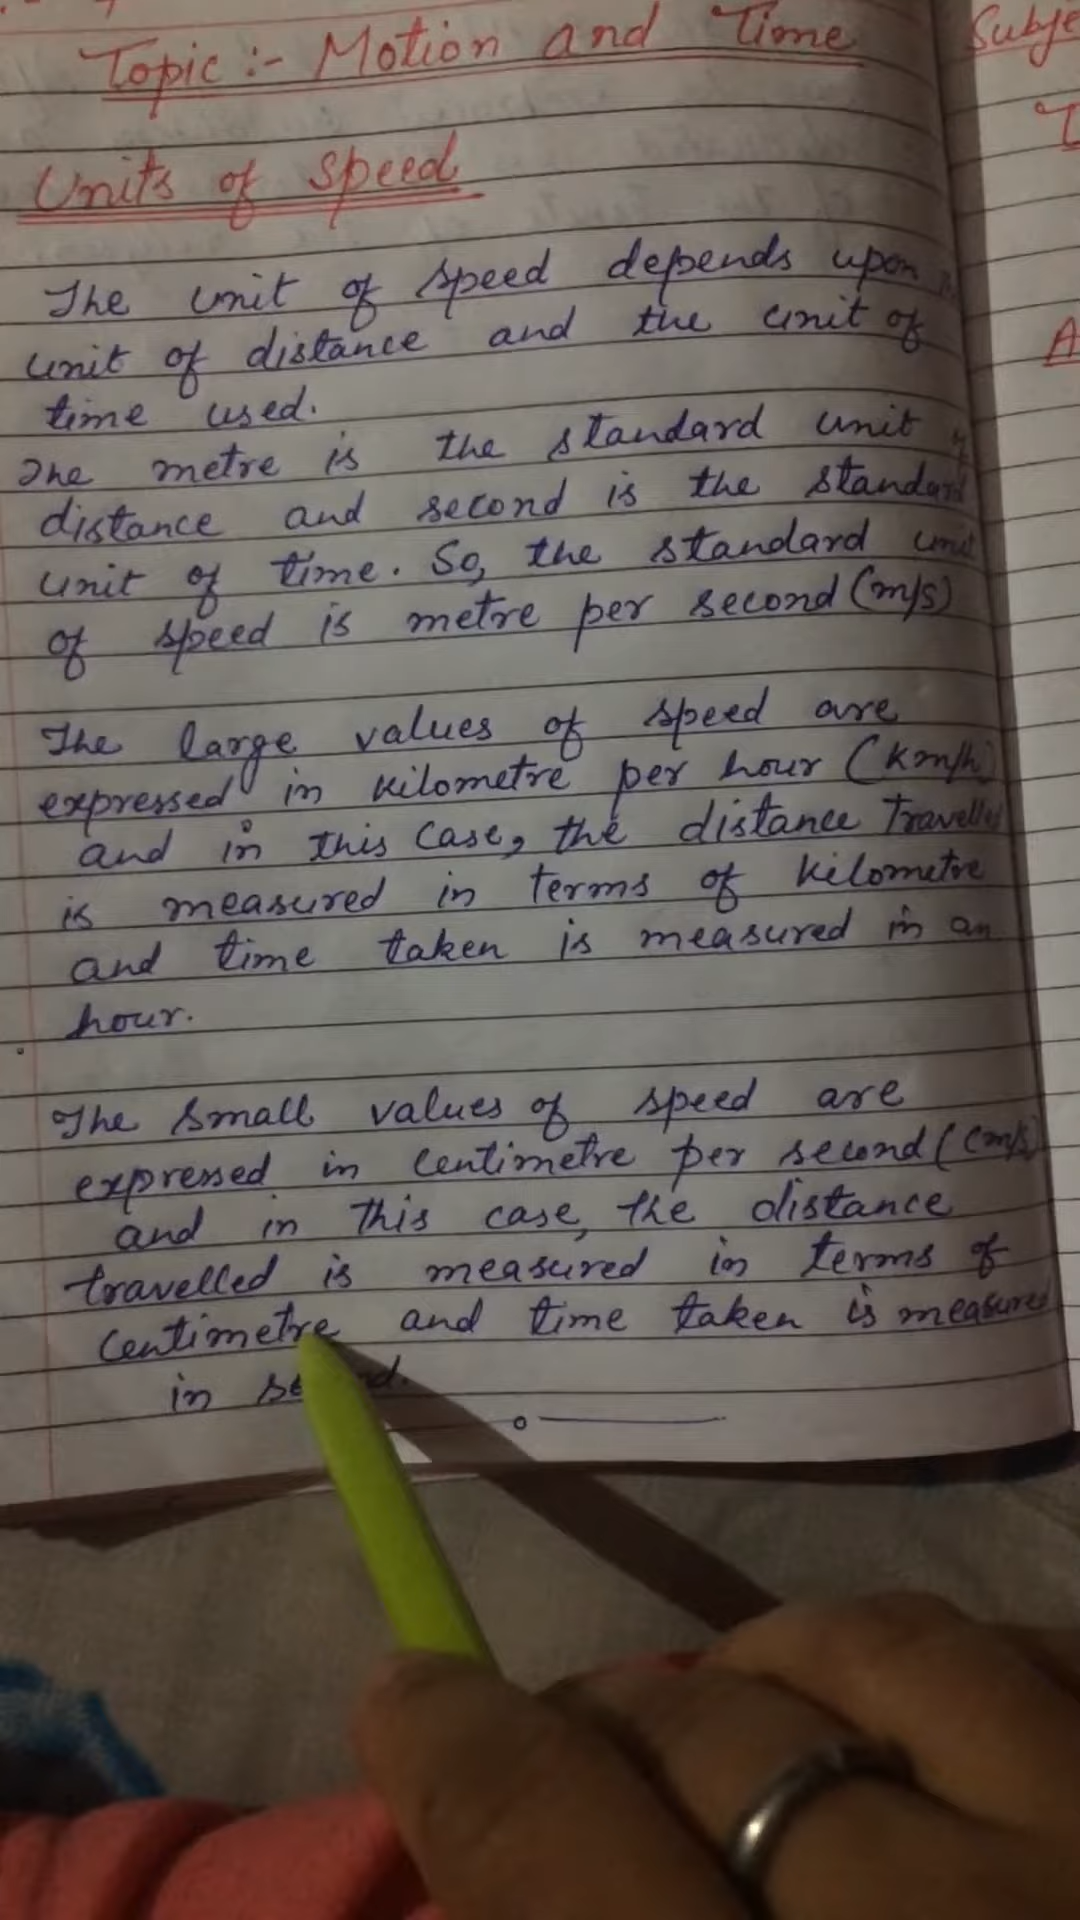 Topic :- Motion and Time
Units of speed
The unit of speed depends upon
unit of distance and the unit of
time used.
The metre is the standard unit
distance and second is the standard
unit of time. So, the standard unit
of speed is metre per second (m/s)
The large values of speed are
expressed in kilometre per hour (Km/h)
and in this case, the distance Travelled
is measured in terms of kilometre
and time taken is measured in an
hour.
The small values of speed are
expressed in centimetre per second (cm/s
and in this case, the distance
travelled is measured in terms of
centimetre and time taken is measured
in
Subje
T
A